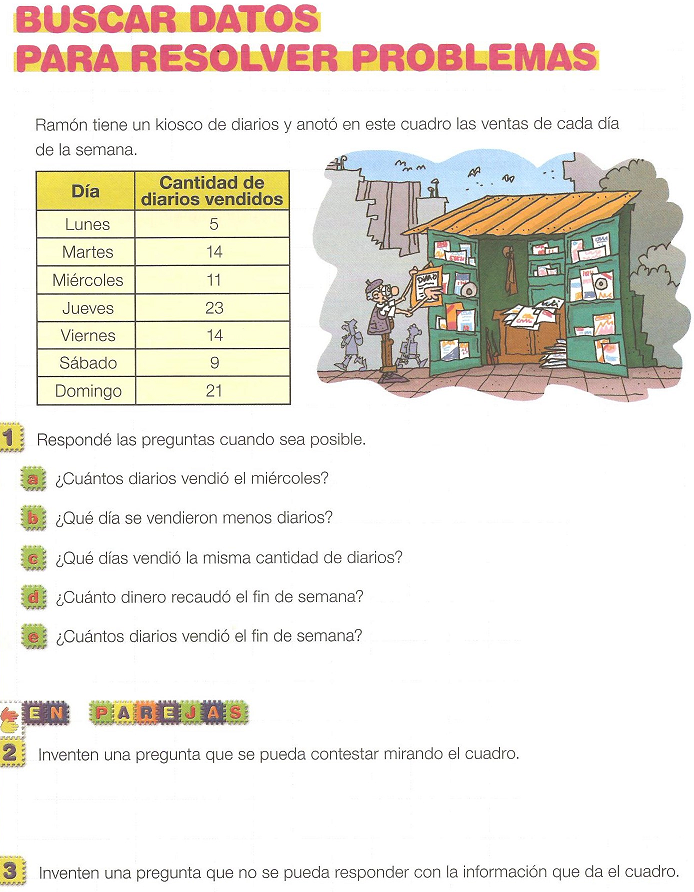 BUSCAR DATOS
PARA RESOLVER PROBLEMAS
Ramón tiene un kiosco de diarios y anotó en este cuadro las ventas de cada día
de la semana.
Día Cantidad de diarios vendidos
Lunes 5
Martes 14
Miércoles 11
Jueves 23
Viernes 14
Sábado 9
Domingo 21
DIARIO
1 Respondé las preguntas cuando sea posible.
a ¿Cuántos diarios vendió el miércoles?
b ¿Qué día se vendieron menos diarios?
c ¿Qué días vendió la misma cantidad de diarios?
d ¿Cuánto dinero recaudó el fin de semana?
e ¿Cuántos diarios vendió el fin de semana?
EN PAREJAS
2 Inventen una pregunta que se pueda contestar mirando el cuadro.
3 Inventen una pregunta que no se pueda responder con la información que da el cuadro.